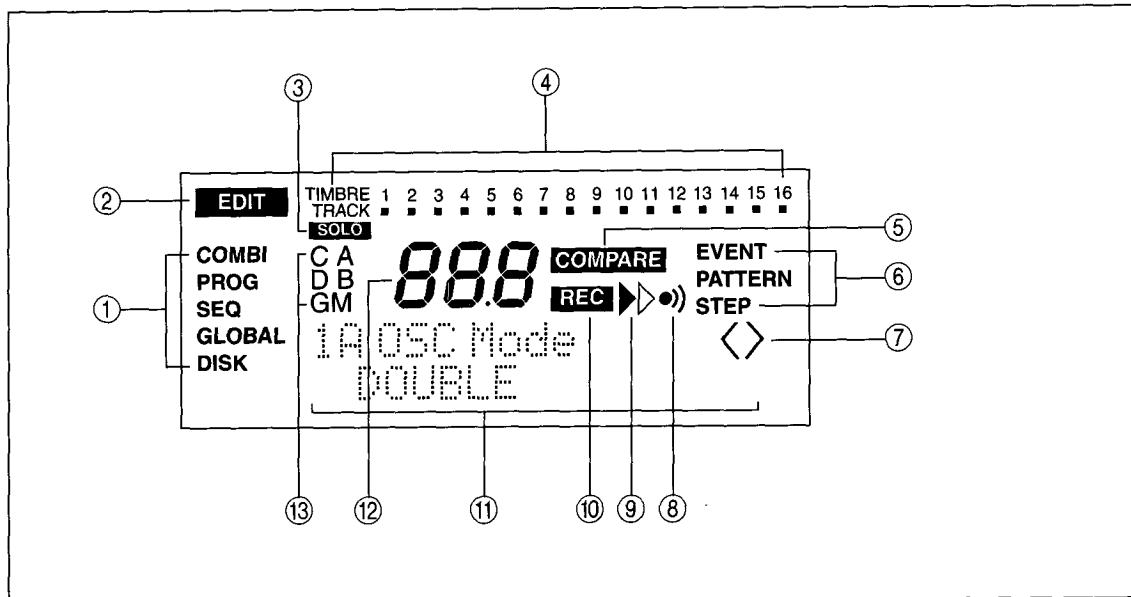 ③ ④
② EDIT TIMBRE 1 2 3 4 5 6 7 8 9 10 11 12 13 14 15 16
TRACK
SOLO ⑤
COMBI C A 88.8 COMPARE EVENT
PROG D B PATTERN ⑥
① SEQ GM REC STEP
GLOBAL 1A OSC Mode <> ⑦
DISK DOUBLE
⑬ ⑫ ⑪ ⑩ ⑨ ⑧